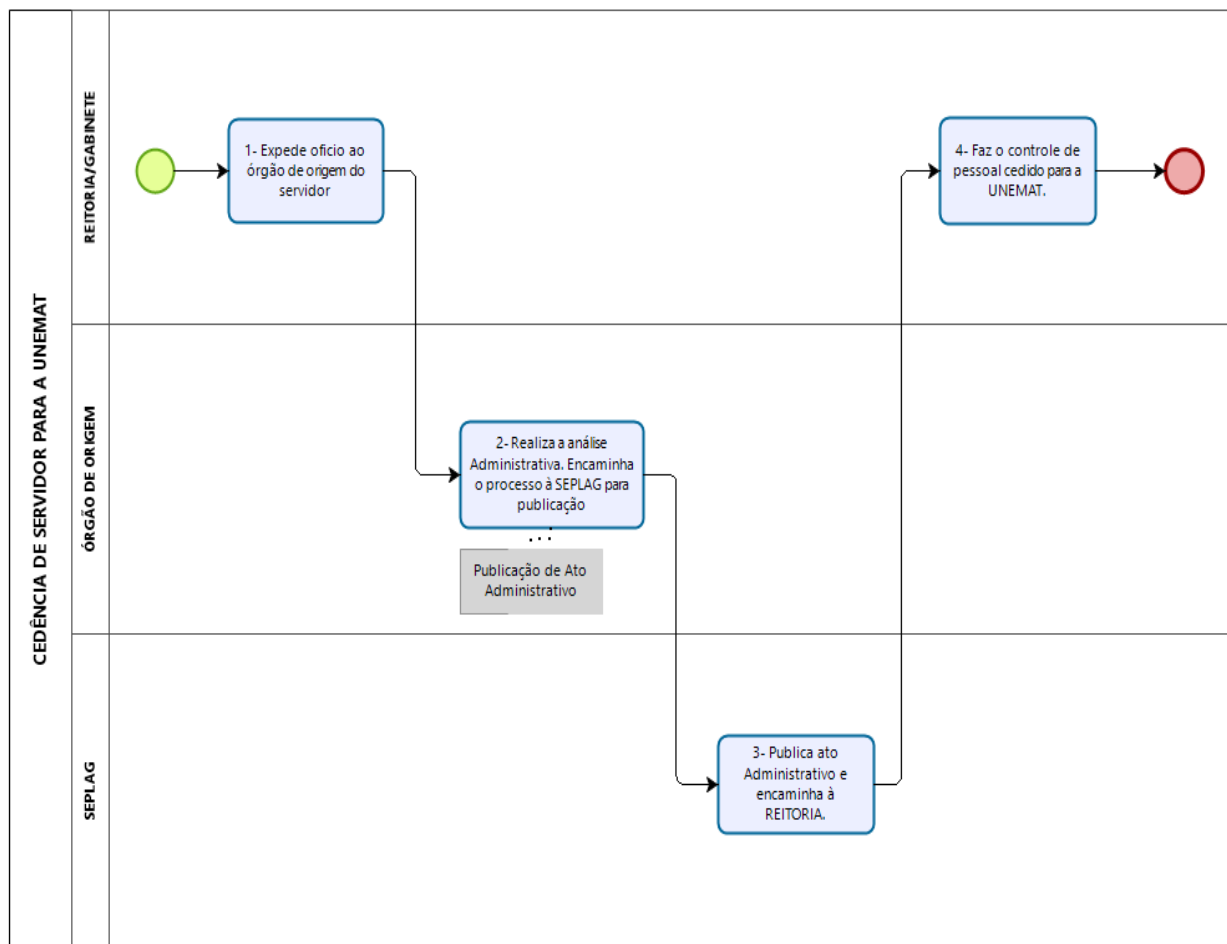 CEDÊNCIA DE SERVIDOR PARA A UNEMAT
REITORIA/GABINETE
1- Expede oficio ao
órgão de origem do
servidor
4- Faz o controle de
pessoal cedido para a
UNEMAT.
ÓRGÃO DE ORIGEM
2- Realiza a análise
Administrativa. Encaminha
o processo à SEPLAG para
publicação
Publicação de Ato
Administrativo
SEPLAG
3- Publica ato
Administrativo e
encaminha à
REITORIA.